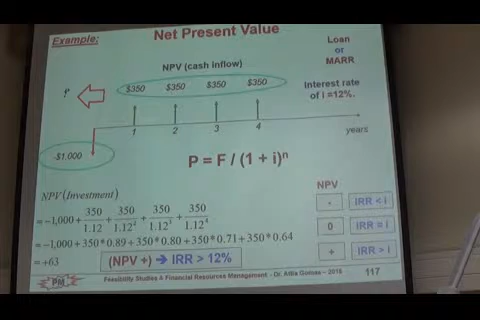 Example:
Net Present Value
Loan
or
MARR
NPV (cash inflow)
$350 $350 $350 $350
Interest rate
of i =12%.
P
-$1,000
1 2 3 4
years
P = F / (1 + i)ⁿ
NPV(Investment)
= -1,000 + 350/1.12 + 350/1.12² + 350/1.12³ + 350/1.12⁴
= -1,000 + 350*0.89 + 350*0.80 + 350*0.71 + 350*0.64
= +63
(NPV +) ➔ IRR > 12%
NPV
- IRR < i
0 IRR = i
+ IRR > i
PM
Feasibility Studies & Financial Resources Management - Dr. Attia Gomaa - 2016
117